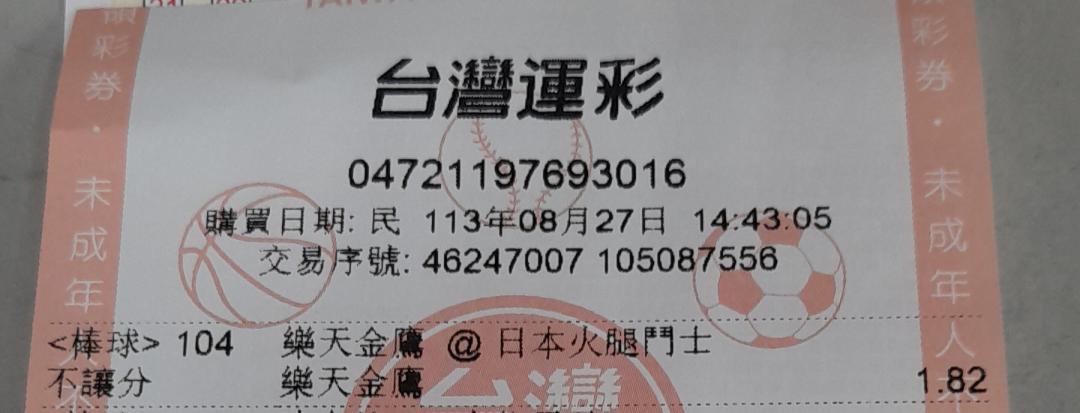 台灣運彩
04721197693016
購買日期: 民 113年08月27日 14:43:05
交易序號: 46247007 105087556
<棒球> 104 樂天金鷹 @ 日本火腿鬥士
不讓分 樂天金鷹 1.82
彩券．未成年
彩券．未成年人
台灣